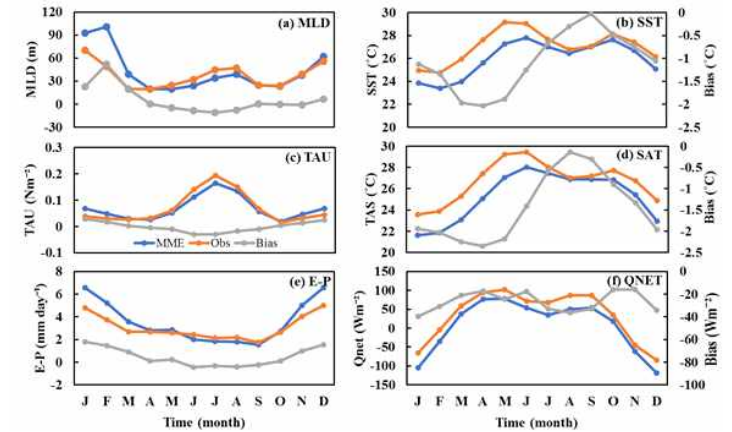 (a) MLD
MLD (m)
120
90
60
30
0
-30
(b) SST
SST (˚C)
30
28
26
24
22
20
0
-0.5
-1
-1.5
-2
-2.5
Bias (˚C)
(c) TAU
TAU (Nm⁻²)
0.3
0.2
0.1
0
-0.1
MME Obs Bias
(d) SAT
TAS (˚C)
30
28
26
24
22
20
0
-0.5
-1
-1.5
-2
-2.5
Bias (˚C)
(e) E-P
E-P (mm day⁻¹)
8
6
4
2
0
-2
J F M A M J J A S O N D
Time (month)
(f) QNET
Qnet (Wm⁻²)
150
100
50
0
-50
-100
-150
0
-20
-40
-60
-80
-100
Bias (Wm⁻²)
J F M A M J J A S O N D
Time (month)